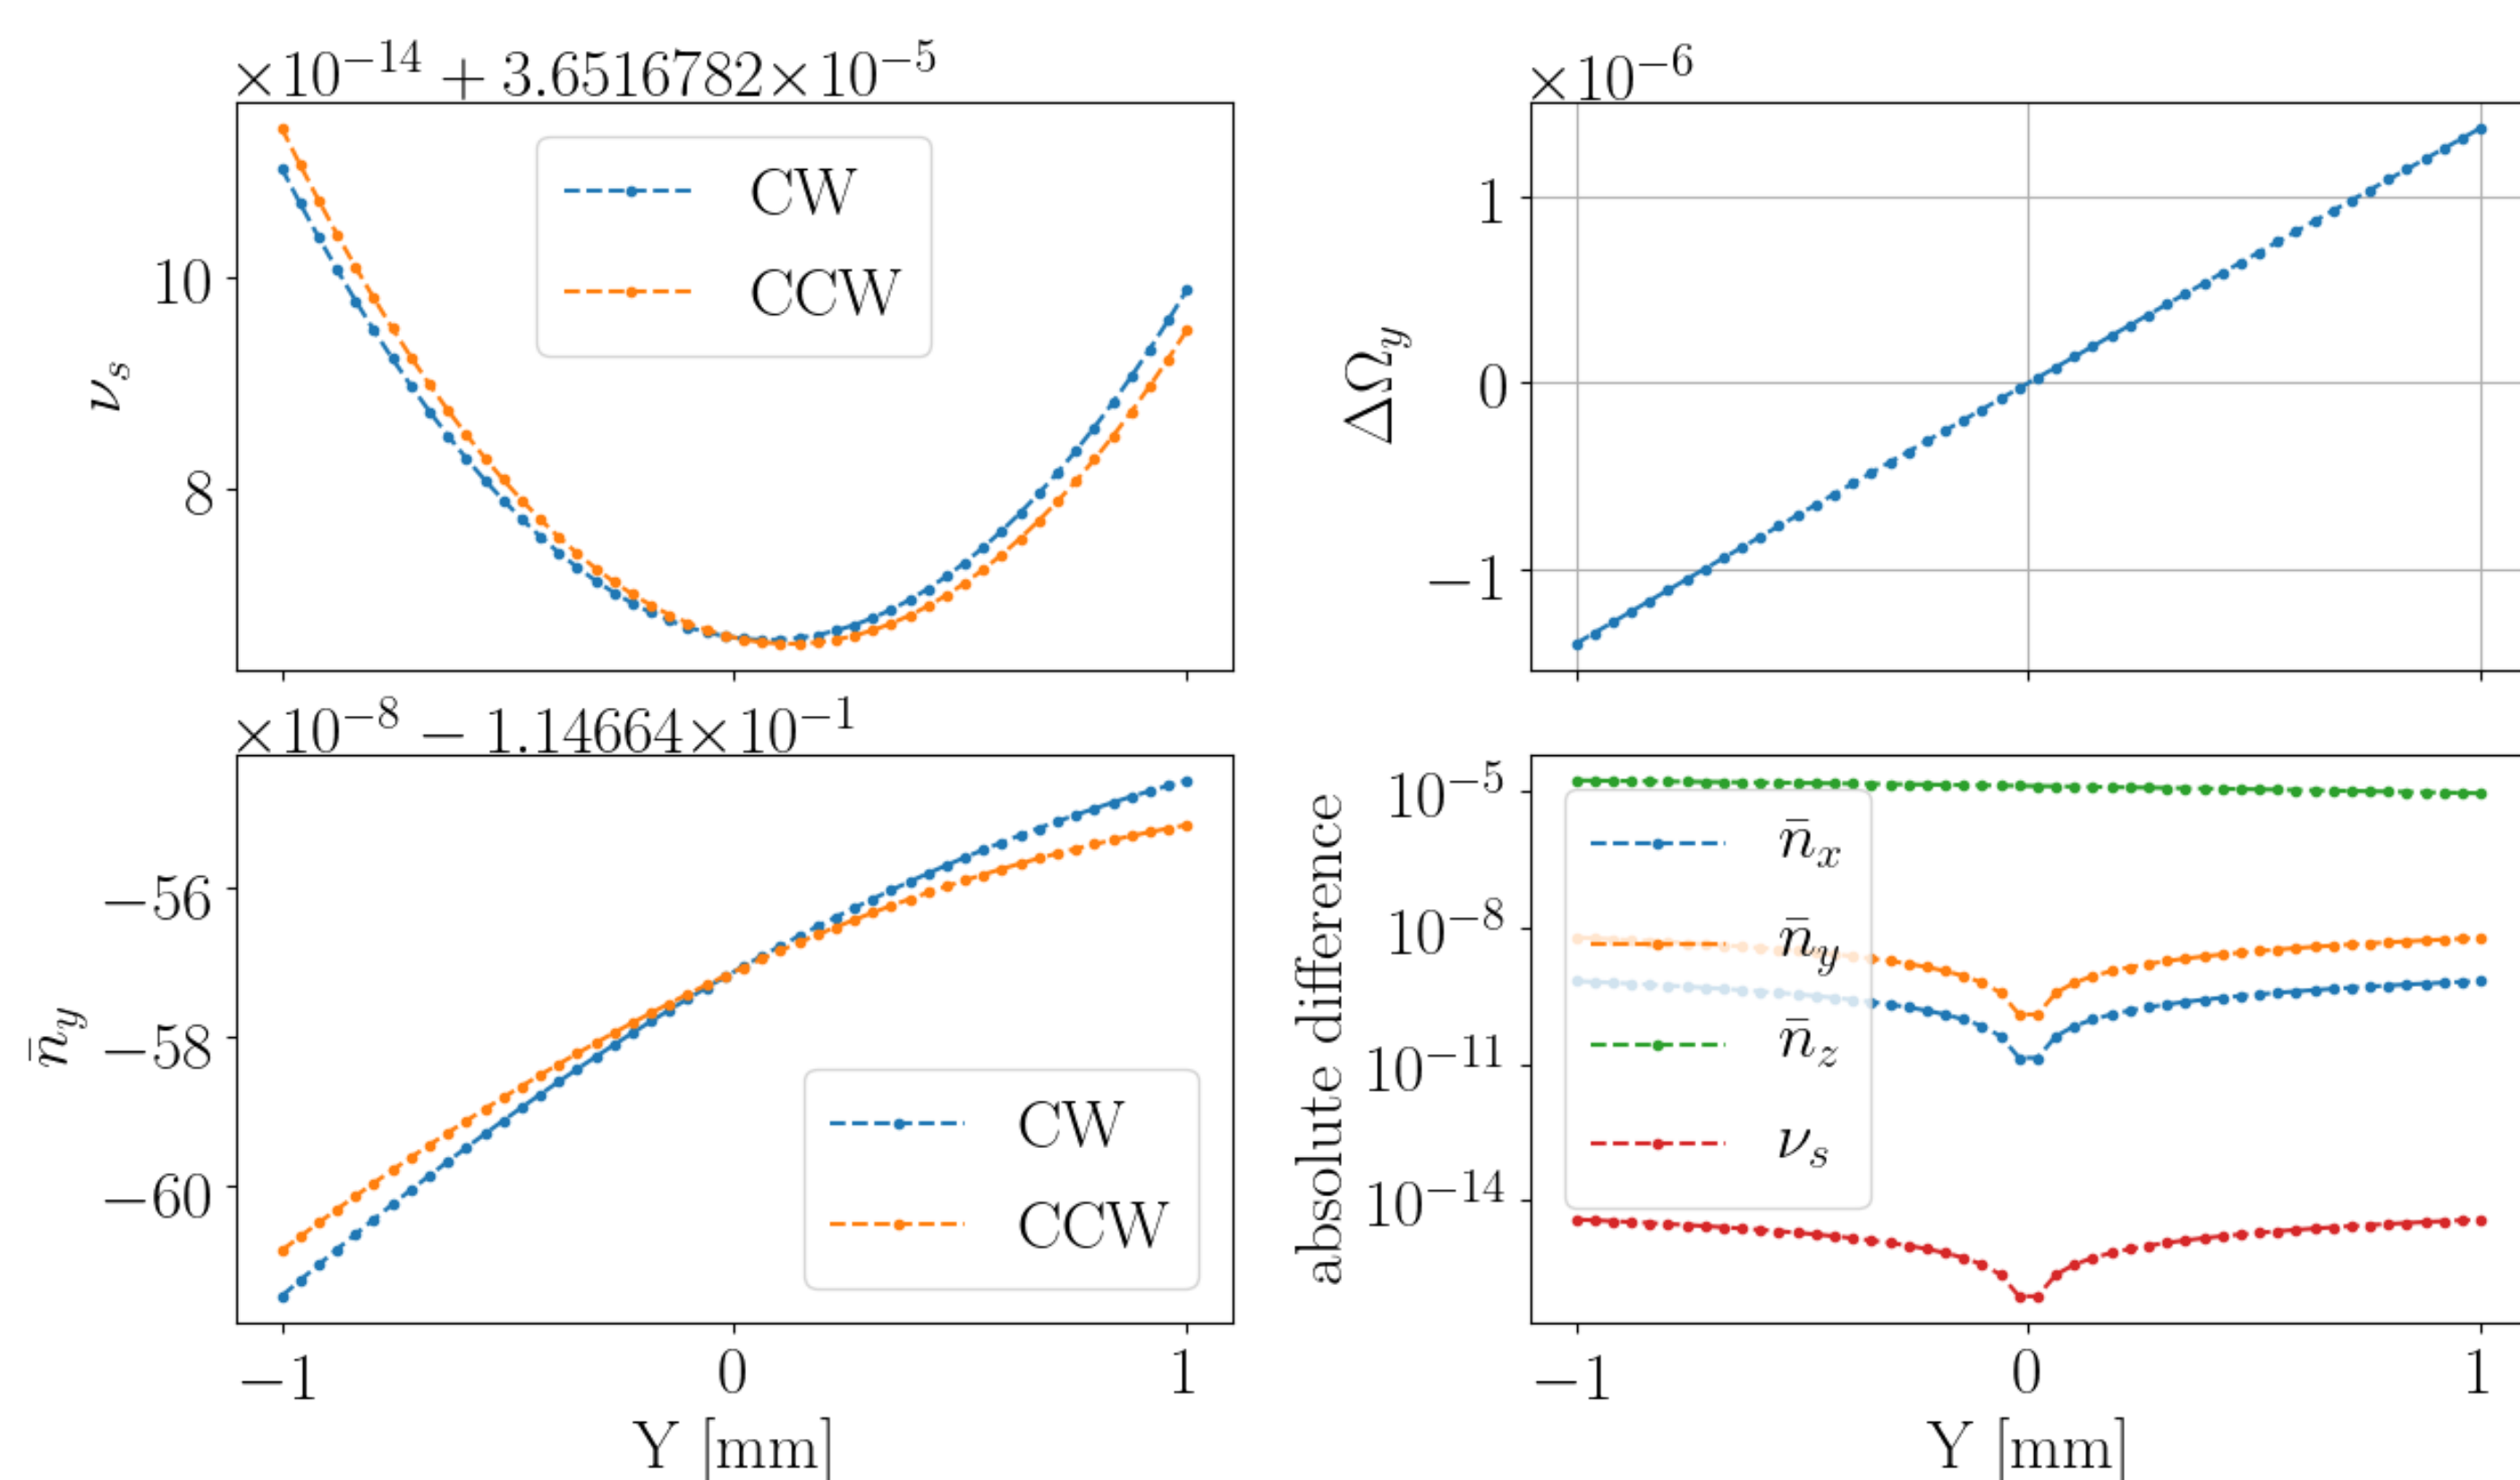 ×10⁻¹⁴ + 3.6516782×10⁻⁵
10
8
ν_s
CW
CCW
×10⁻⁶
1
0
−1
ΔΩ_y
×10⁻⁸ − 1.14664×10⁻¹
−56
−58
−60
n̄_y
CW
CCW
−1 0 1
Y [mm]
10⁻⁵
10⁻⁸
10⁻¹¹
10⁻¹⁴
absolute difference
n̄_x
n̄_y
n̄_z
ν_s
−1 0 1
Y [mm]